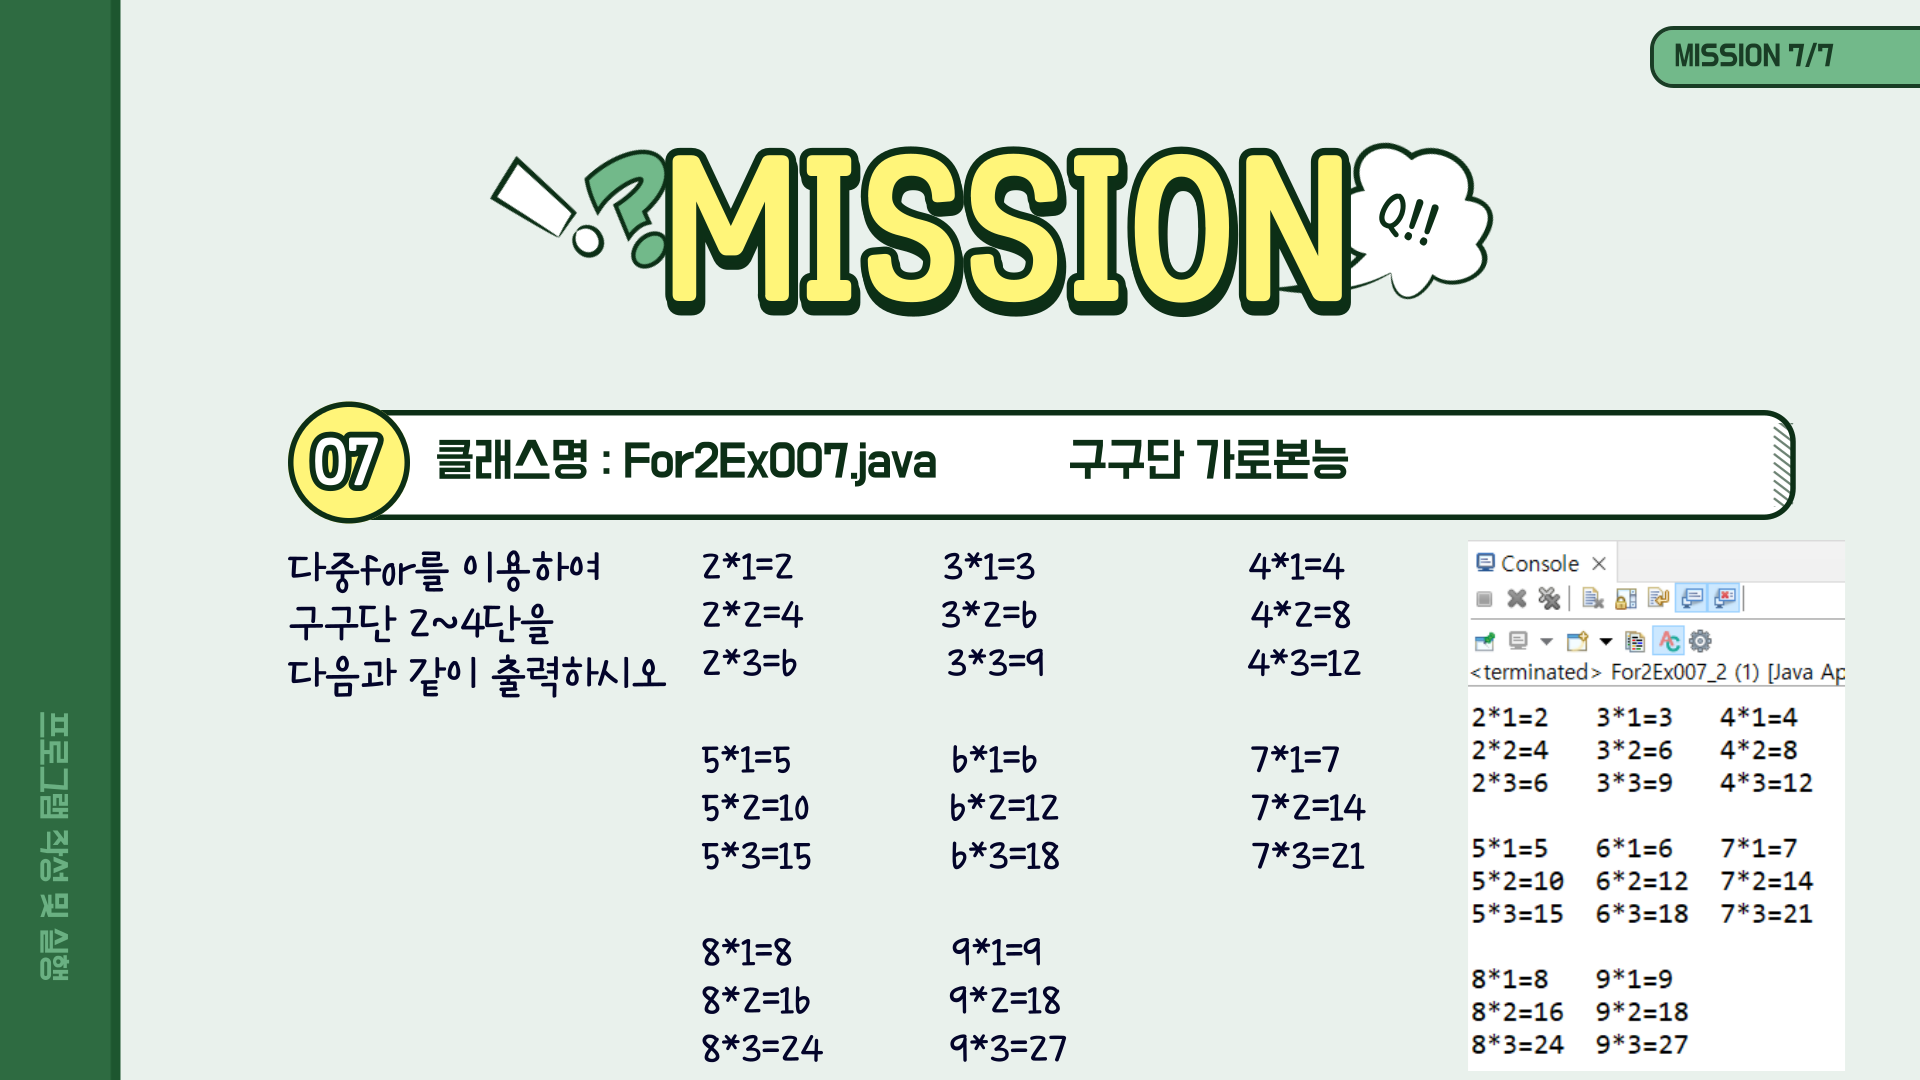 MISSION 7/7
MISSION
Q!!
07
클래스명 : For2Ex007.java 구구단 가로본능
다중for를 이용하여
구구단 2~4단을
다음과 같이 출력하시오
2*1=2 3*1=3 4*1=4
2*2=4 3*2=6 4*2=8
2*3=6 3*3=9 4*3=12
5*1=5 6*1=6 7*1=7
5*2=10 6*2=12 7*2=14
5*3=15 6*3=18 7*3=21
8*1=8 9*1=9
8*2=16 9*2=18
8*3=24 9*3=27
Console
<terminated> For2Ex007_2 (1) [Java Ap
2*1=2 3*1=3 4*1=4
2*2=4 3*2=6 4*2=8
2*3=6 3*3=9 4*3=12
5*1=5 6*1=6 7*1=7
5*2=10 6*2=12 7*2=14
5*3=15 6*3=18 7*3=21
8*1=8 9*1=9
8*2=16 9*2=18
8*3=24 9*3=27
프로그램 작성 및 실행